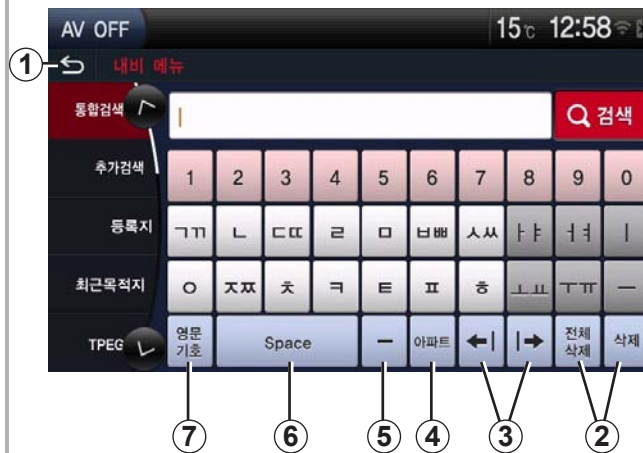 AV OFF 15℃ 12:58
① 내비 메뉴
통합검색 검색
추가검색 1 2 3 4 5 6 7 8 9 0
등록지 ㄱㄲ ㄴ ㄷㄸ ㄹ ㅁ ㅂㅃ ㅅㅆ ㅏㅑ ㅓㅕ ㅣ
최근목적지 ㅇ ㅈㅉ ㅊ ㅋ ㅌ ㅍ ㅎ ㅗㅛ ㅜㅠ ㅡ
TPEG 영문 기호 Space ㅡ 아파트 ←| |→ 전체 삭제 삭제
⑦ ⑥ ⑤ ④ ③ ②